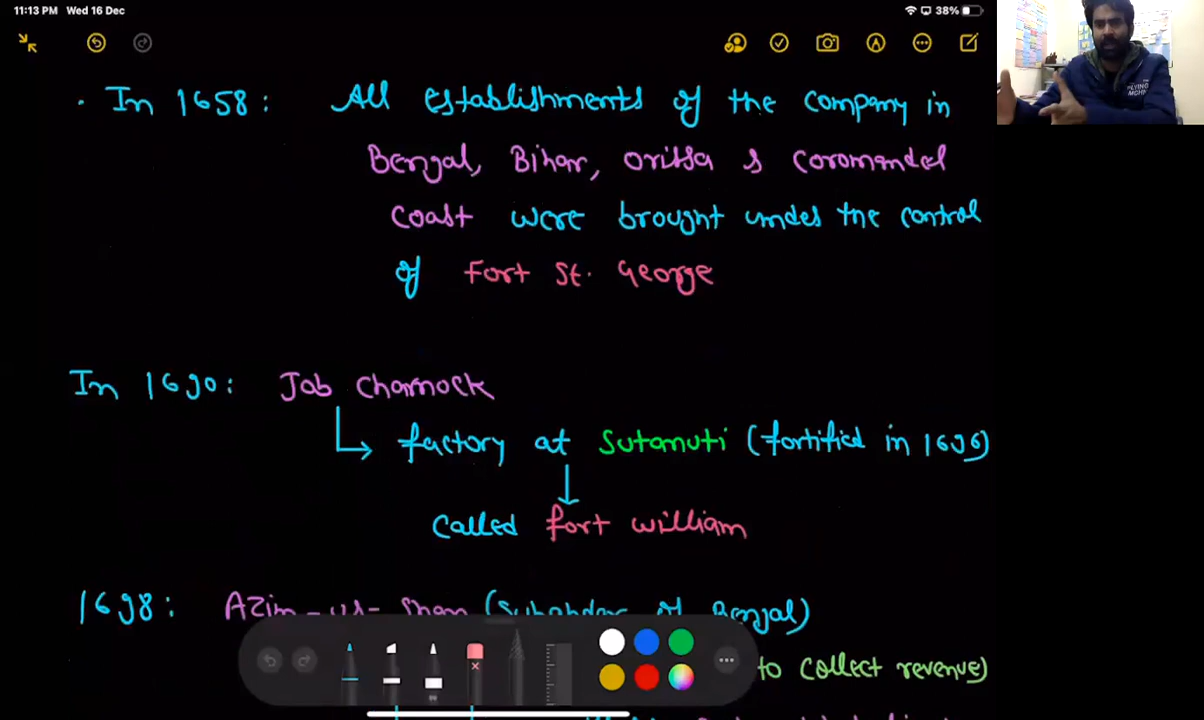 11:13 PM Wed 16 Dec
38%
· In 1658: All establishments of the company in
Bengal, Bihar, Orissa & coromandel
coast were brought under the control
of Fort St. George
In 1690: Job Charnock
factory at Sutanuti (fortified in 1696)
called fort william
1698: Azim-us-Shan (Subahdar of Bengal)
to collect revenue)